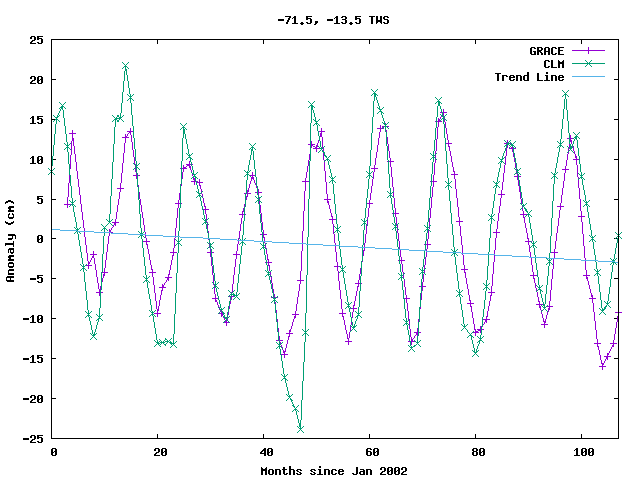 -71.5, -13.5 TWS
GRACE
CLM
Trend Line
Anomaly (cm)
25
20
15
10
5
0
-5
-10
-15
-20
-25
0 20 40 60 80 100
Months since Jan 2002